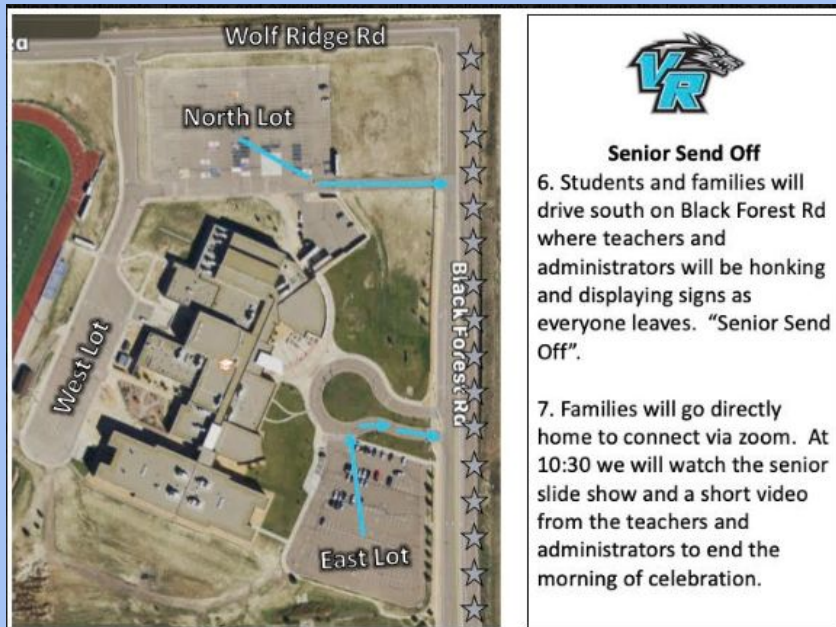 za
Wolf Ridge Rd
North Lot
Black Forest Rd
West Lot
East Lot
VR
Senior Send Off
6. Students and families will
drive south on Black Forest Rd
where teachers and
administrators will be honking
and displaying signs as
everyone leaves. “Senior Send
Off”.
7. Families will go directly
home to connect via zoom. At
10:30 we will watch the senior
slide show and a short video
from the teachers and
administrators to end the
morning of celebration.